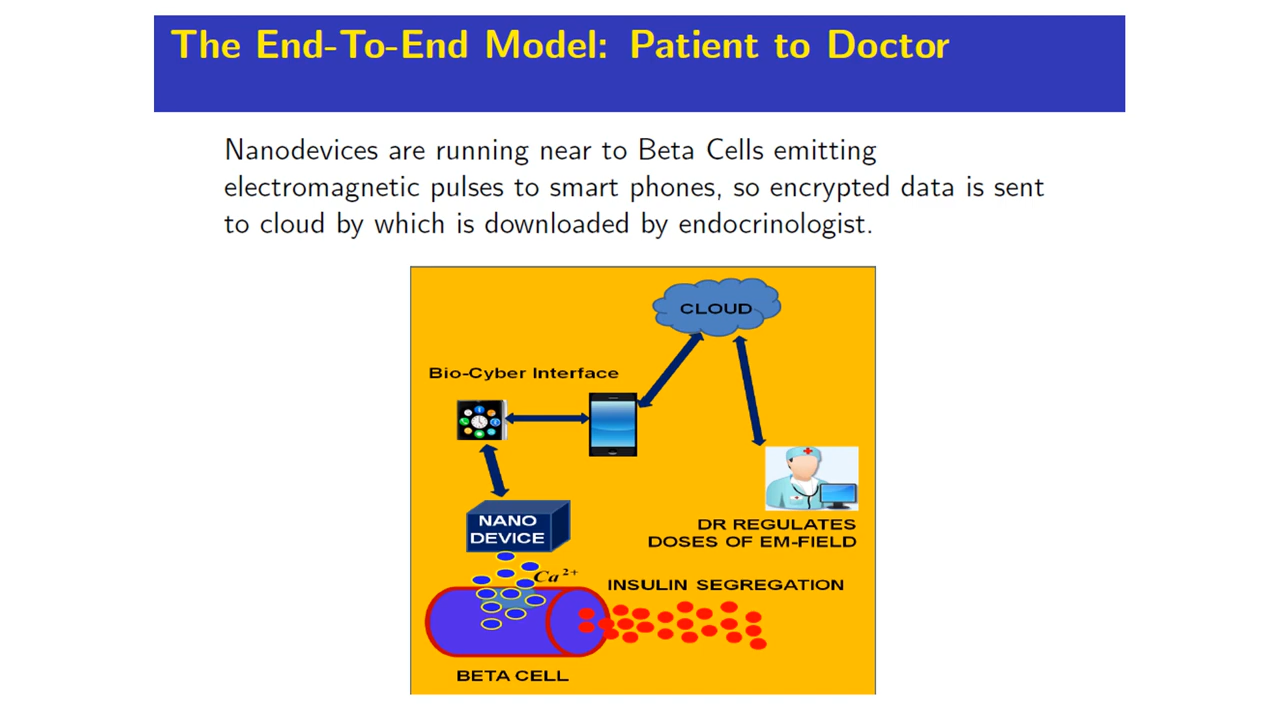 The End-To-End Model: Patient to Doctor
Nanodevices are running near to Beta Cells emitting
electromagnetic pulses to smart phones, so encrypted data is sent
to cloud by which is downloaded by endocrinologist.
CLOUD
Bio-Cyber Interface
NANO
DEVICE
DR REGULATES
DOSES OF EM-FIELD
Ca²⁺
INSULIN SEGREGATION
BETA CELL